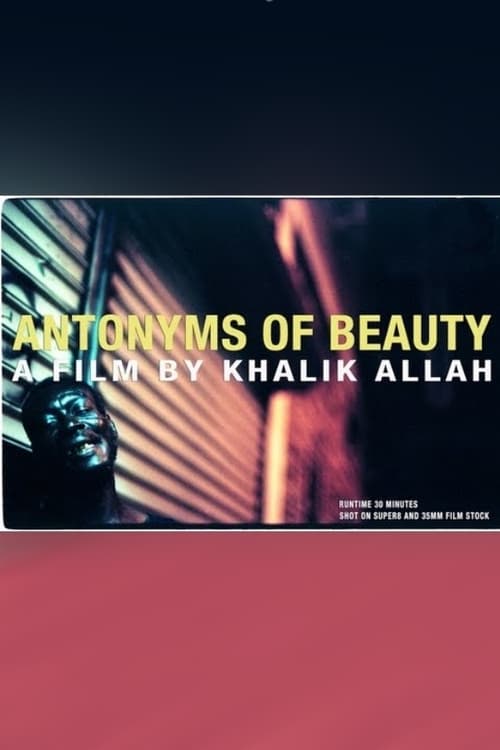 ANTONYMS OF BEAUTY
A FILM BY KHALIK ALLAH
RUNTIME 30 MINUTES
SHOT ON SUPER8 AND 35MM FILM STOCK